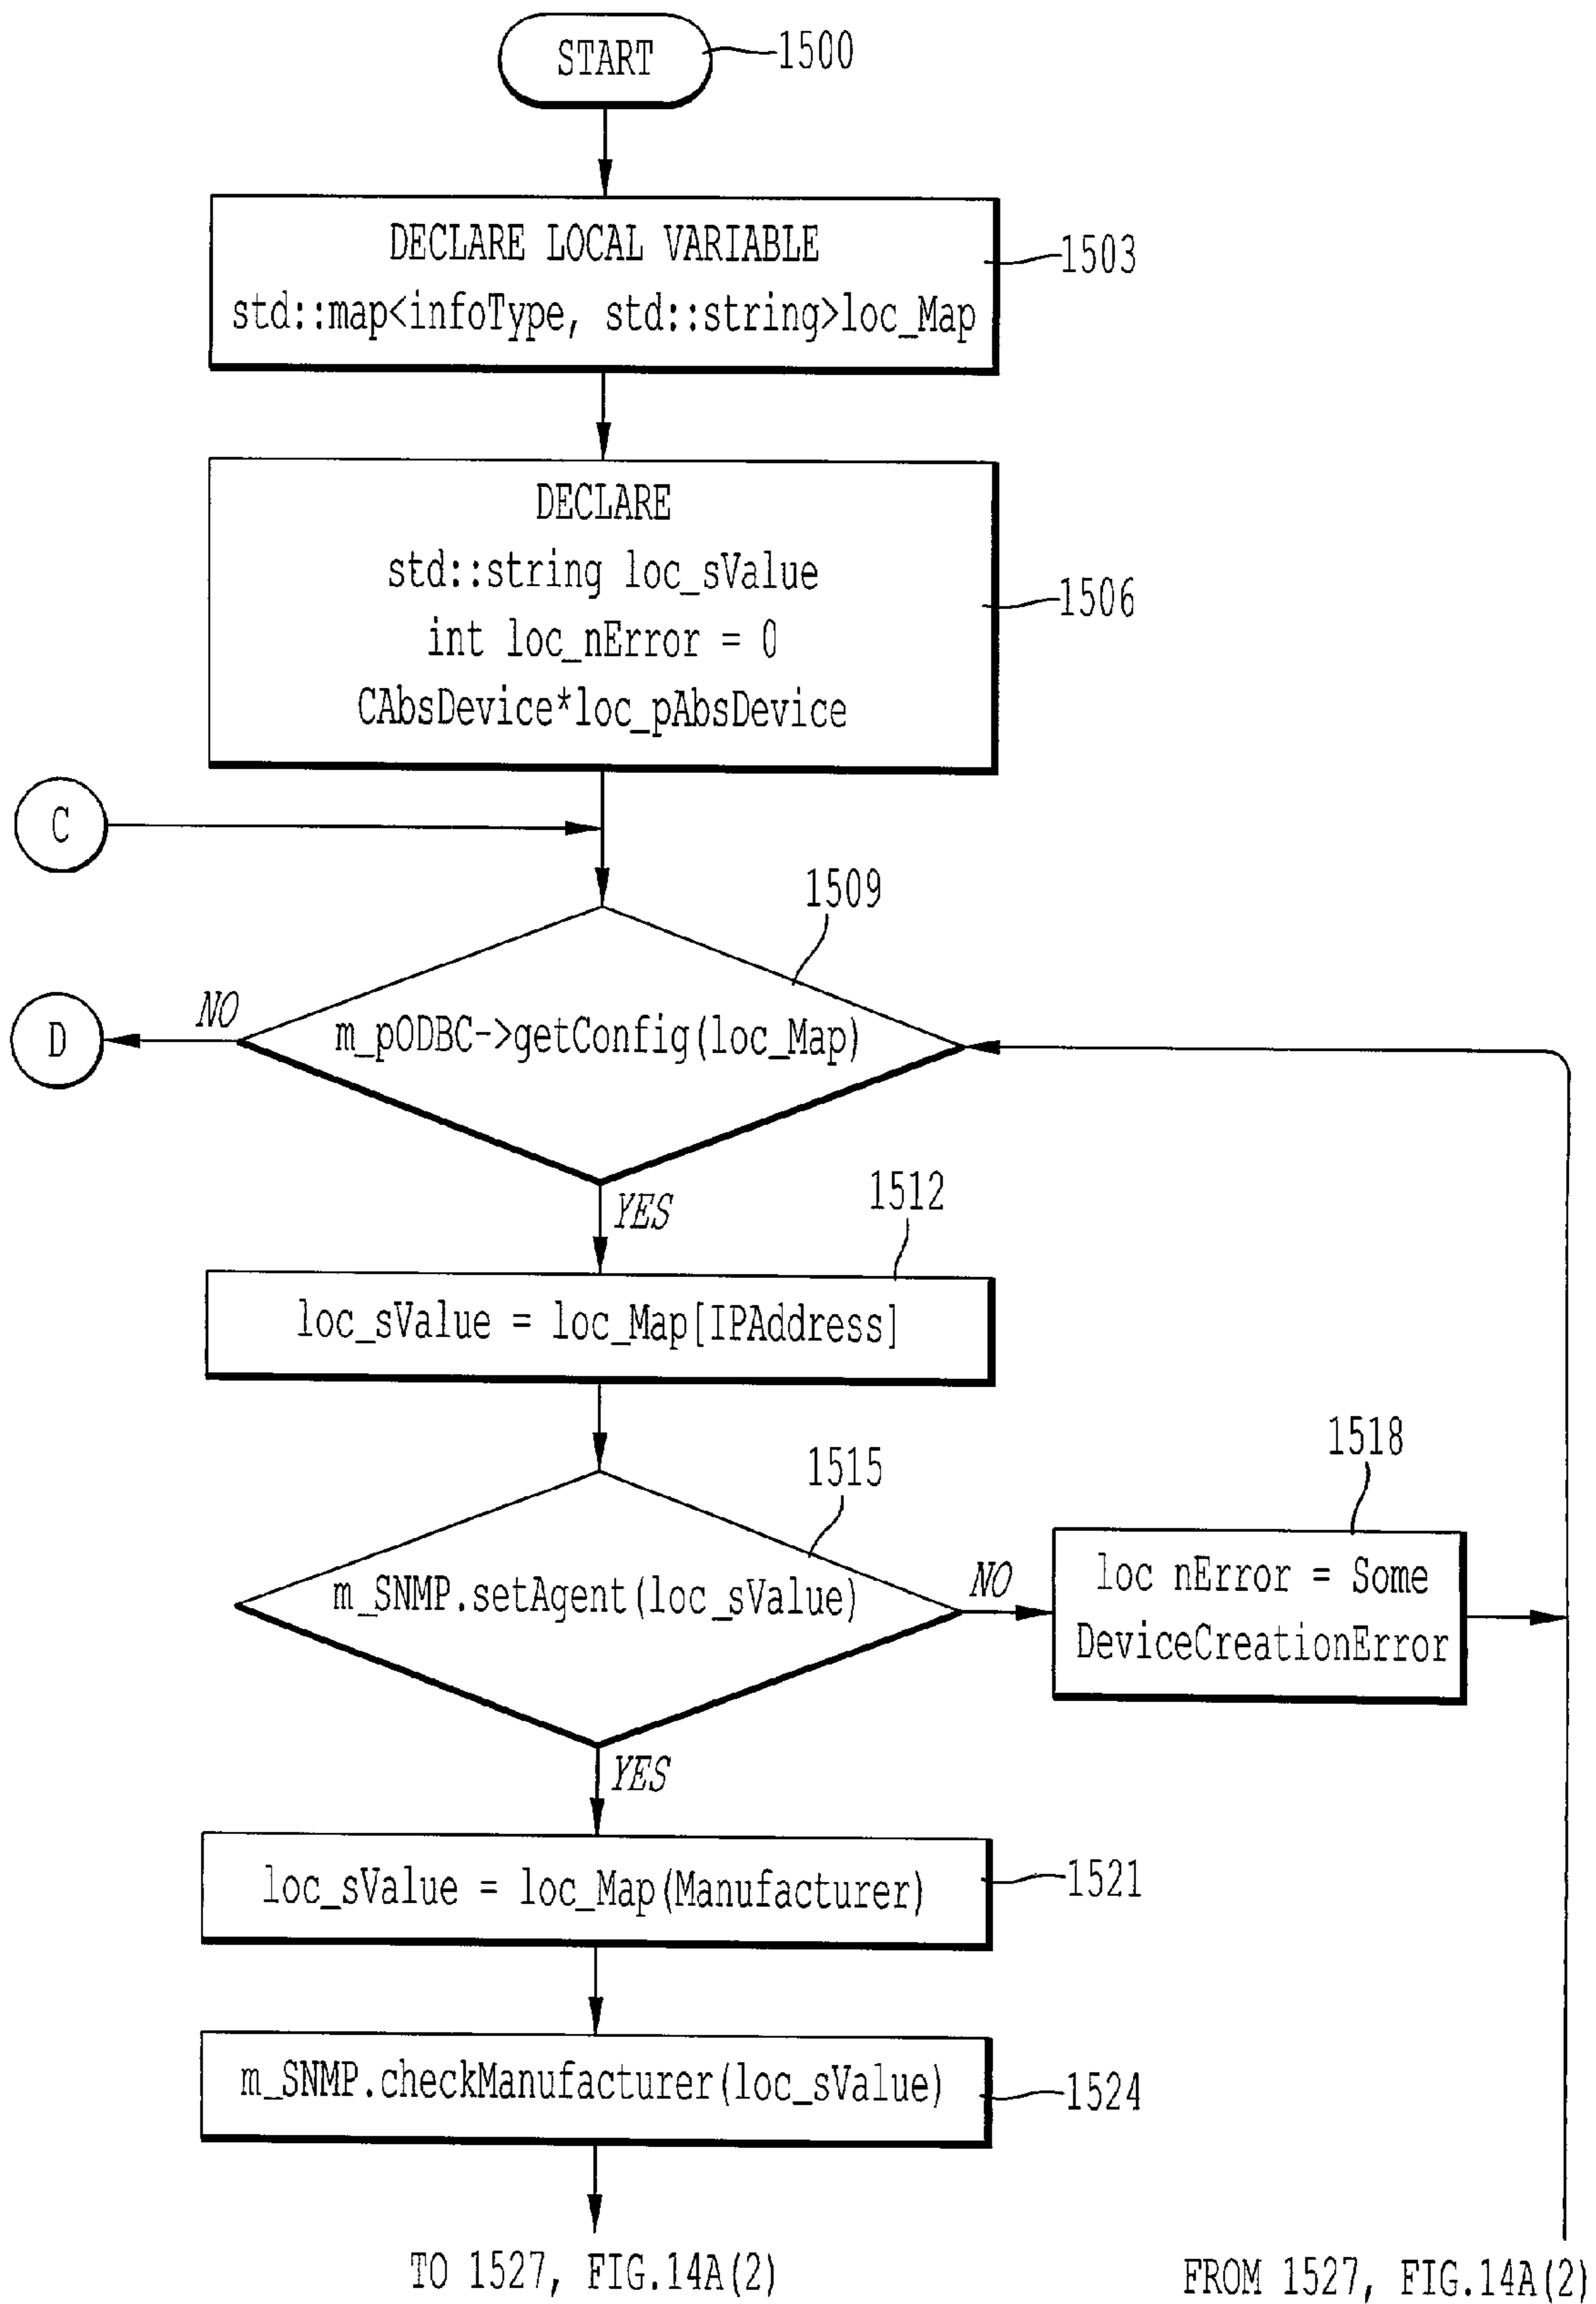 START
1500
DECLARE LOCAL VARIABLE
std::map<infoType, std::string>loc_Map
1503
DECLARE
std::string loc_sValue
int loc_nError = 0
CAbsDevice*loc_pAbsDevice
1506
C
1509
m_pODBC->getConfig(loc_Map)
NO
D
YES
1512
loc_sValue = loc_Map[IPAddress]
1515
m_SNMP.setAgent(loc_sValue)
NO
1518
loc nError = Some
DeviceCreationError
YES
loc_sValue = loc_Map(Manufacturer)
1521
m_SNMP.checkManufacturer(loc_sValue)
1524
TO 1527, FIG.14A(2)
FROM 1527, FIG.14A(2)